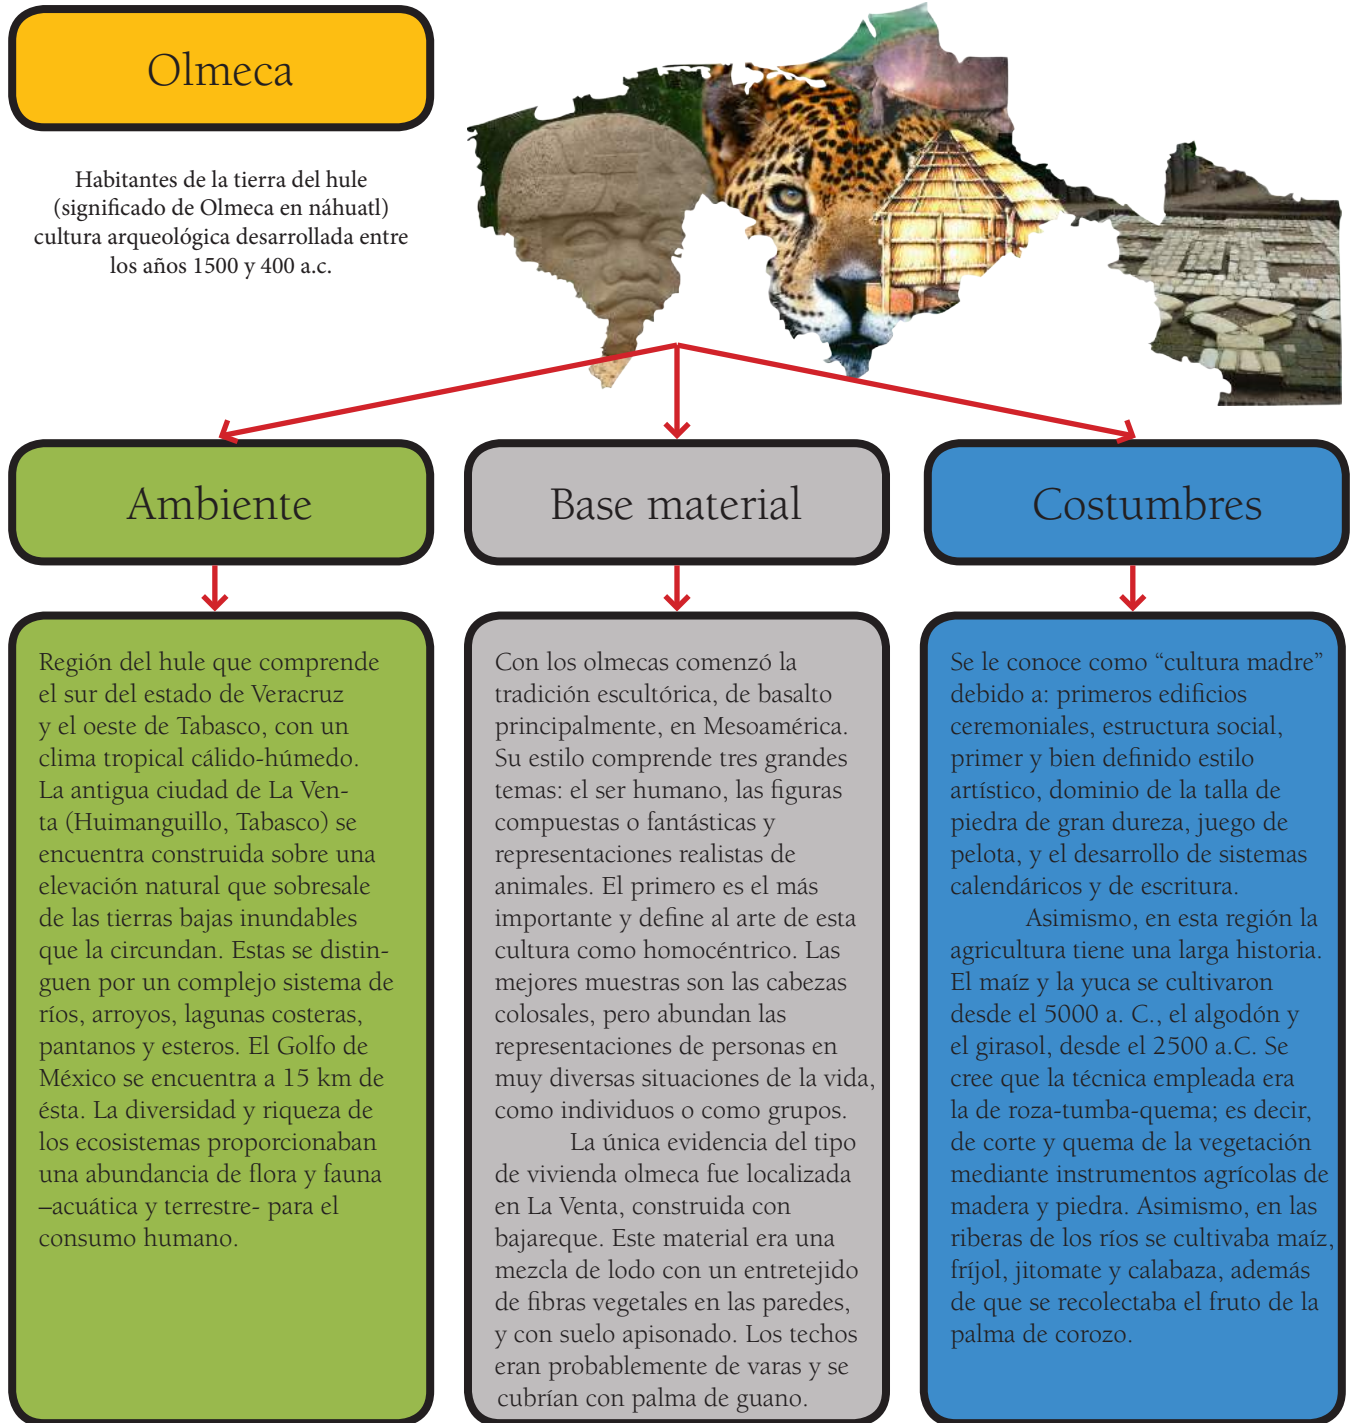 Olmeca
Habitantes de la tierra del hule
(significado de Olmeca en náhuatl)
cultura arqueológica desarrollada entre
los años 1500 y 400 a.c.
Ambiente
Región del hule que comprende
el sur del estado de Veracruz
y el oeste de Tabasco, con un
clima tropical cálido-húmedo.
La antigua ciudad de La Ven-
ta (Huimanguillo, Tabasco) se
encuentra construida sobre una
elevación natural que sobresale
de las tierras bajas inundables
que la circundan. Estas se distin-
guen por un complejo sistema de
ríos, arroyos, lagunas costeras,
pantanos y esteros. El Golfo de
México se encuentra a 15 km de
ésta. La diversidad y riqueza de
los ecosistemas proporcionaban
una abundancia de flora y fauna
–acuática y terrestre- para el
consumo humano.
Base material
Con los olmecas comenzó la
tradición escultórica, de basalto
principalmente, en Mesoamérica.
Su estilo comprende tres grandes
temas: el ser humano, las figuras
compuestas o fantásticas y
representaciones realistas de
animales. El primero es el más
importante y define al arte de esta
cultura como homocéntrico. Las
mejores muestras son las cabezas
colosales, pero abundan las
representaciones de personas en
muy diversas situaciones de la vida,
como individuos o como grupos.
La única evidencia del tipo
de vivienda olmeca fue localizada
en La Venta, construida con
bajareque. Este material era una
mezcla de lodo con un entretejido
de fibras vegetales en las paredes,
y con suelo apisonado. Los techos
eran probablemente de varas y se
cubrían con palma de guano.
Costumbres
Se le conoce como “cultura madre”
debido a: primeros edificios
ceremoniales, estructura social,
primer y bien definido estilo
artístico, dominio de la talla de
piedra de gran dureza, juego de
pelota, y el desarrollo de sistemas
calendáricos y de escritura.
Asimismo, en esta región la
agricultura tiene una larga historia.
El maíz y la yuca se cultivaron
desde el 5000 a. C., el algodón y
el girasol, desde el 2500 a.C. Se
cree que la técnica empleada era
la de roza-tumba-quema; es decir,
de corte y quema de la vegetación
mediante instrumentos agrícolas de
madera y piedra. Asimismo, en las
riberas de los ríos se cultivaba maíz,
fríjol, jitomate y calabaza, además
de que se recolectaba el fruto de la
palma de corozo.